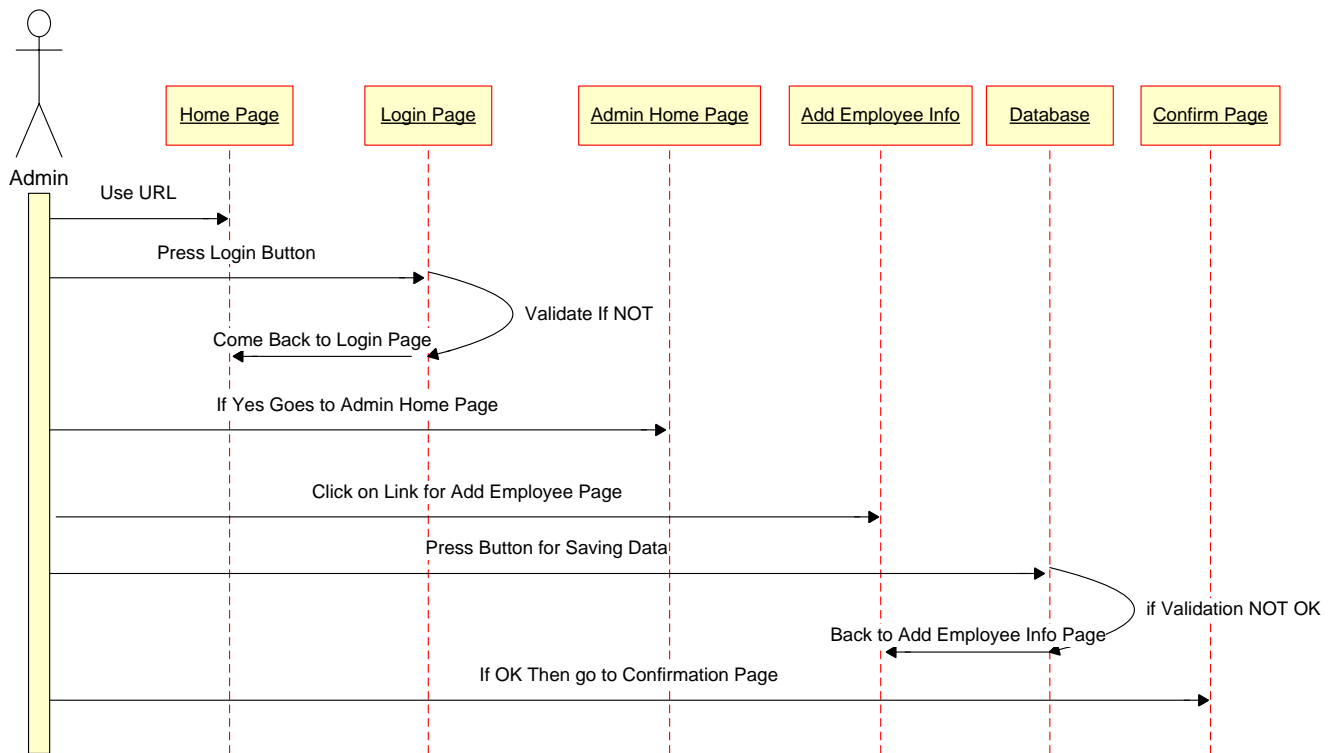 Home Page
Login Page
Admin Home Page
Add Employee Info
Database
Confirm Page
Admin
Use URL
Press Login Button
Validate If NOT
Come Back to Login Page
If Yes Goes to Admin Home Page
Click on Link for Add Employee Page
Press Button for Saving Data
if Validation NOT OK
Back to Add Employee Info Page
If OK Then go to Confirmation Page